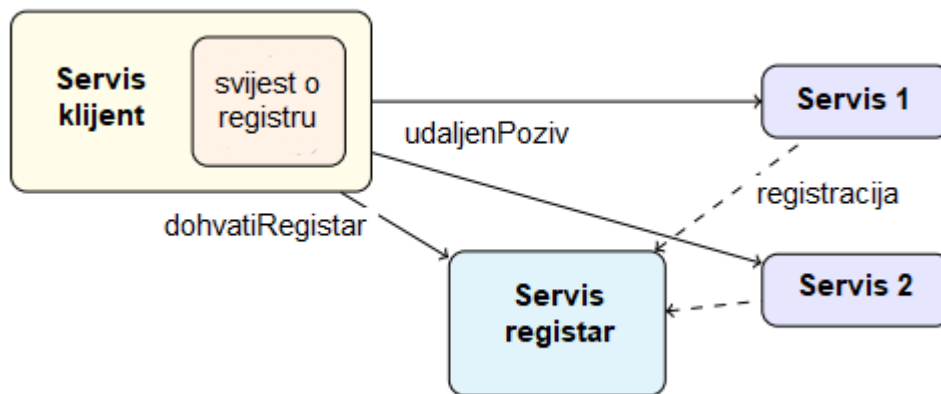 Servis
klijent
svijest o
registru
Servis 1
udaljenPoziv
registracija
dohvatiRegistar
Servis 2
Servis
registar